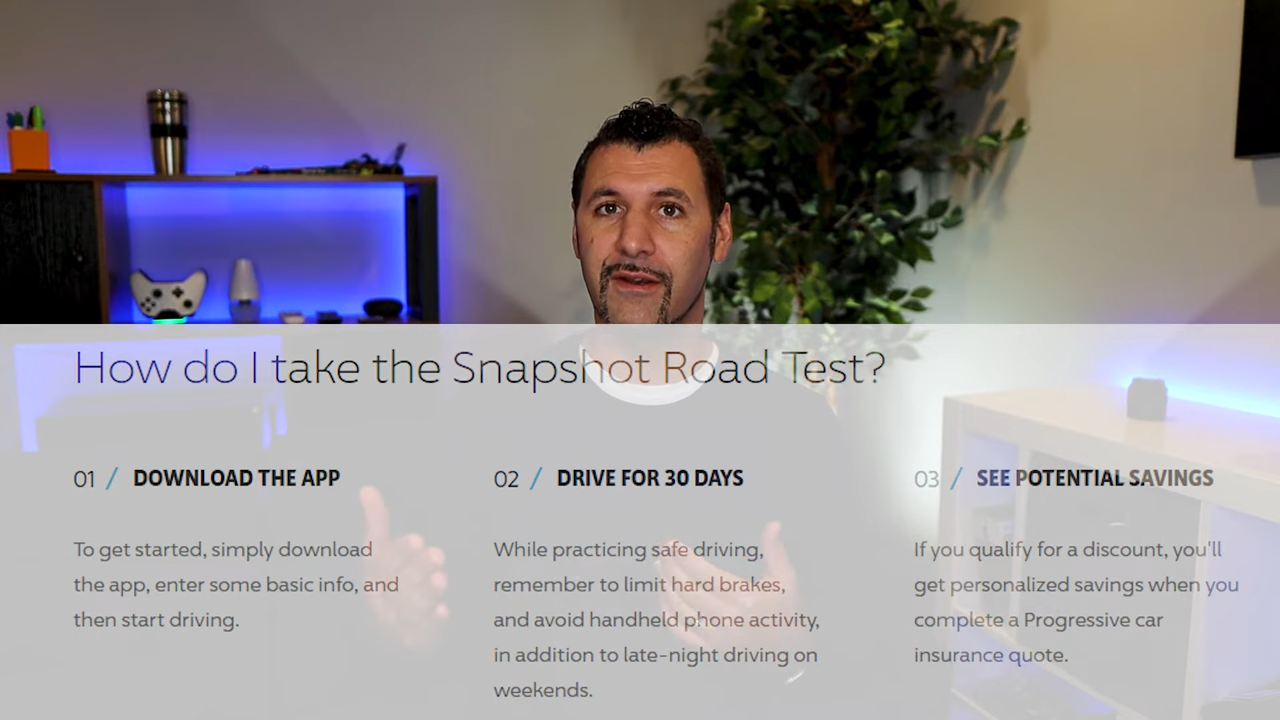 How do I take the Snapshot Road Test?
01 / DOWNLOAD THE APP
To get started, simply download
the app, enter some basic info, and
then start driving.
02 / DRIVE FOR 30 DAYS
While practicing safe driving,
remember to limit hard brakes,
and avoid handheld phone activity,
in addition to late-night driving on
weekends.
03 / SEE POTENTIAL SAVINGS
If you qualify for a discount, you'll
get personalized savings when you
complete a Progressive car
insurance quote.